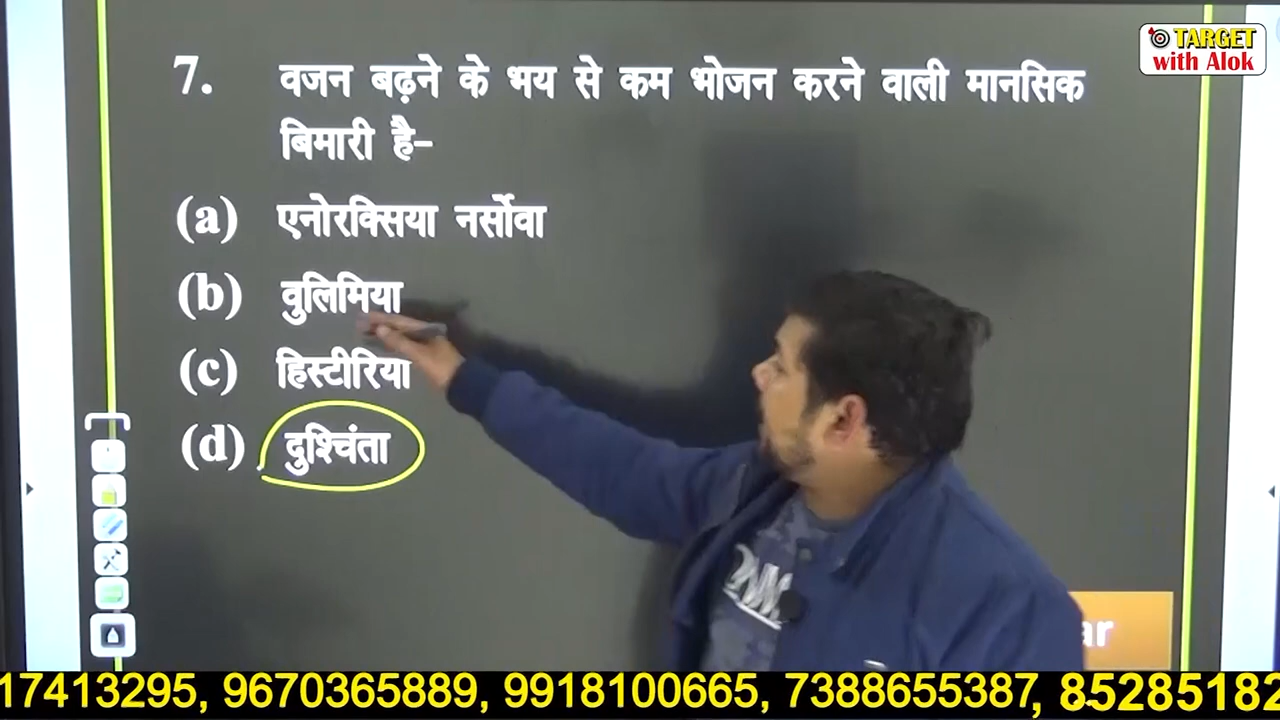 TARGET
with Alok
7. वजन बढ़ने के भय से कम भोजन करने वाली मानसिक
बिमारी है-
(a) एनोरक्सिया नर्सोवा
(b) वुलिमिया
(c) हिस्टीरिया
(d) दुश्चिंता
ar
17413295, 9670365889, 9918100665, 7388655387, 85285182